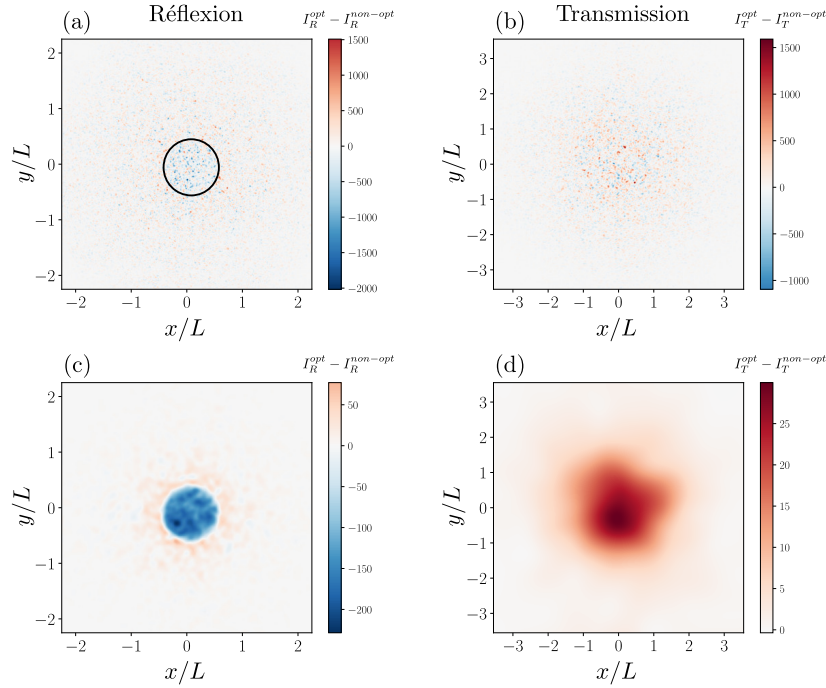 Réflexion
Transmission
(a)
I_R^{opt} − I_R^{non−opt}
(b)
I_T^{opt} − I_T^{non−opt}
2
1
0
−1
−2
y/L
−2 −1 0 1 2
x/L
1500
1000
500
0
−500
−1000
−1500
−2000
3
2
1
0
−1
−2
−3
y/L
−3 −2 −1 0 1 2 3
x/L
1500
1000
500
0
−500
−1000
(c)
I_R^{opt} − I_R^{non−opt}
(d)
I_T^{opt} − I_T^{non−opt}
2
1
0
−1
−2
y/L
−2 −1 0 1 2
x/L
50
0
−50
−100
−150
−200
3
2
1
0
−1
−2
−3
y/L
−3 −2 −1 0 1 2 3
x/L
25
20
15
10
5
0